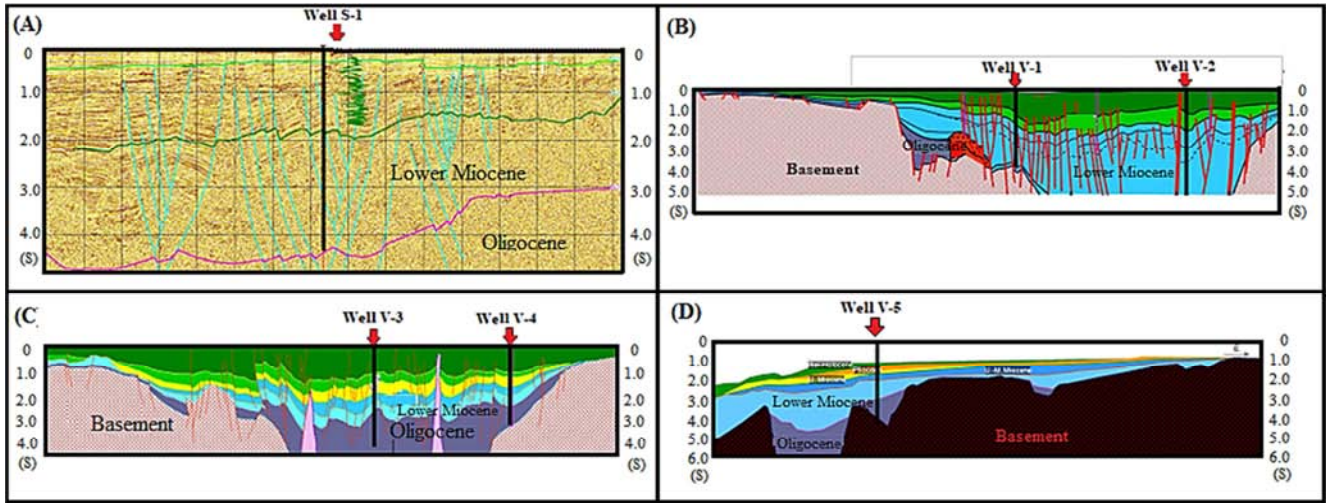 (A)
Well S-1
0
1.0
2.0
3.0
4.0
(S)
Lower Miocene
Oligocene
0
1.0
2.0
3.0
4.0
(S)
(B)
Well V-1
Well V-2
0
1.0
2.0
3.0
4.0
5.0
(S)
Oligocene
Basement
Lower Miocene
0
1.0
2.0
3.0
4.0
5.0
(S)
(C)
Well V-3
Well V-4
0
1.0
2.0
3.0
4.0
(S)
Basement
Lower Miocene
Oligocene
0
1.0
2.0
3.0
4.0
(S)
(D)
Well V-5
0
1.0
2.0
3.0
4.0
5.0
6.0
(S)
U-M Miocene
Lower Miocene
Oligocene
Basement
0
1.0
2.0
3.0
4.0
5.0
6.0
(S)